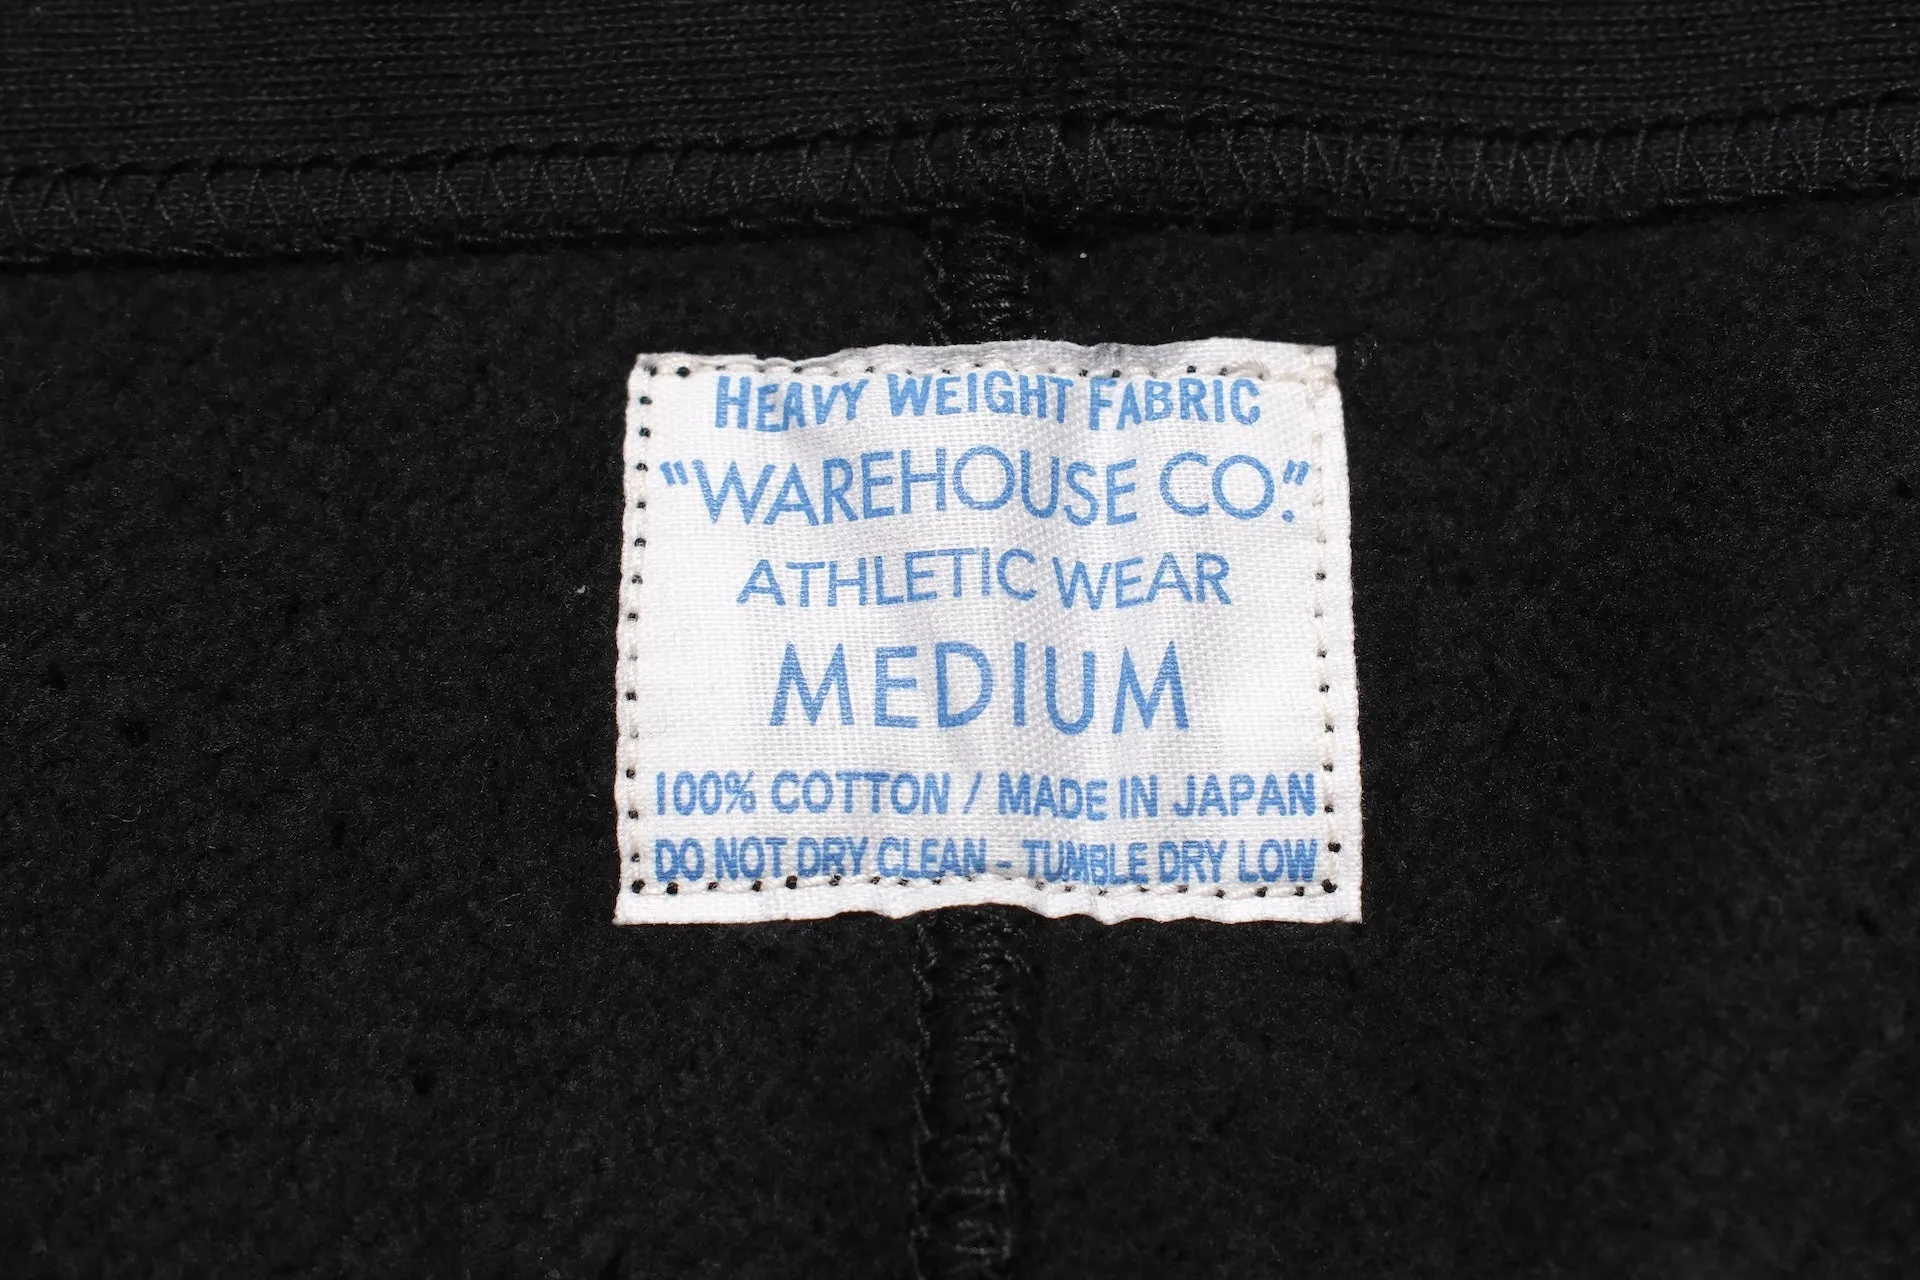 HEAVY WEIGHT FABRIC
"WAREHOUSE CO."
ATHLETIC WEAR
MEDIUM
100% COTTON / MADE IN JAPAN
DO NOT DRY CLEAN - TUMBLE DRY LOW